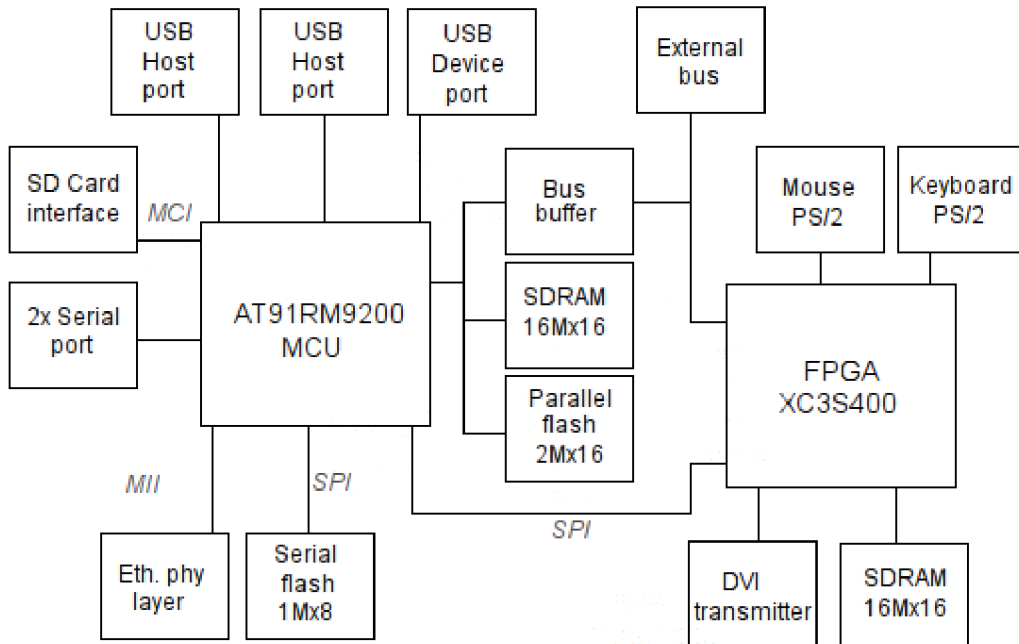 USB
Host
port
USB
Host
port
USB
Device
port
External
bus
SD Card
interface
MCI
Bus
buffer
Mouse
PS/2
Keyboard
PS/2
2x Serial
port
AT91RM9200
MCU
SDRAM
16Mx16
FPGA
XC3S400
Parallel
flash
2Mx16
MII
SPI
SPI
Eth. phy
layer
Serial
flash
1Mx8
DVI
transmitter
SDRAM
16Mx16